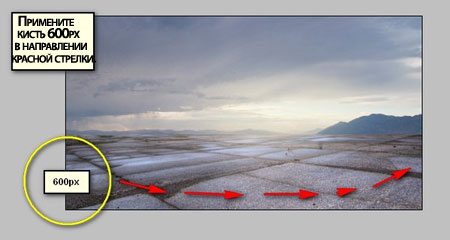 Примените
кисть 600px
в направлении
красной стрелки.
600px